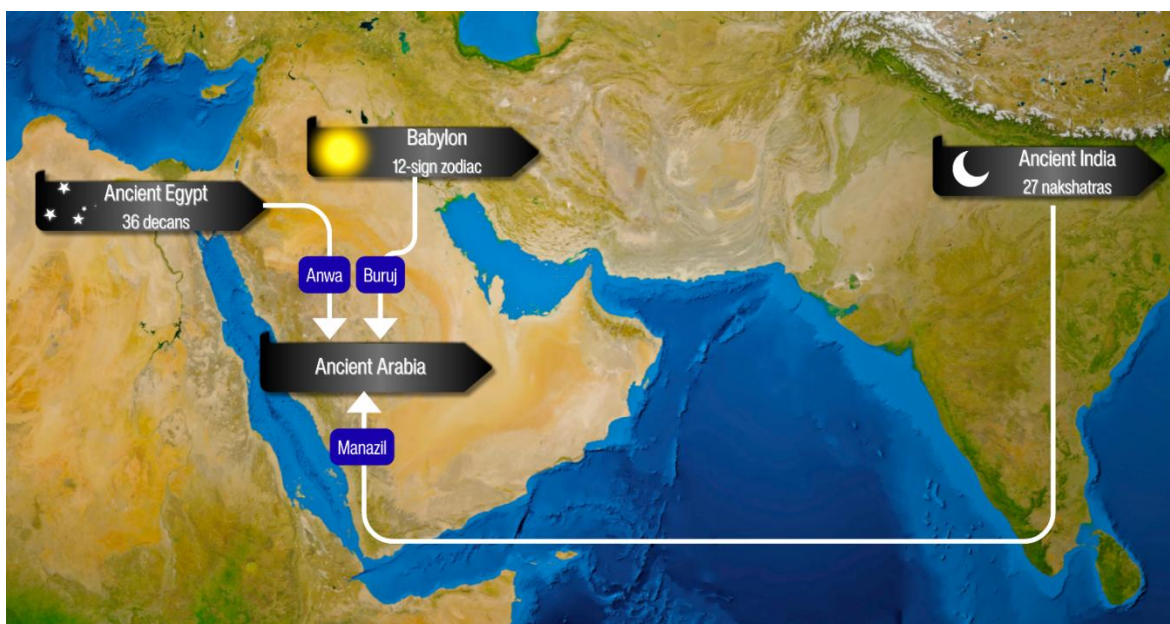 Babylon
12-sign zodiac
Ancient India
27 nakshatras
Ancient Egypt
36 decans
Anwa
Buruj
Ancient Arabia
Manazil